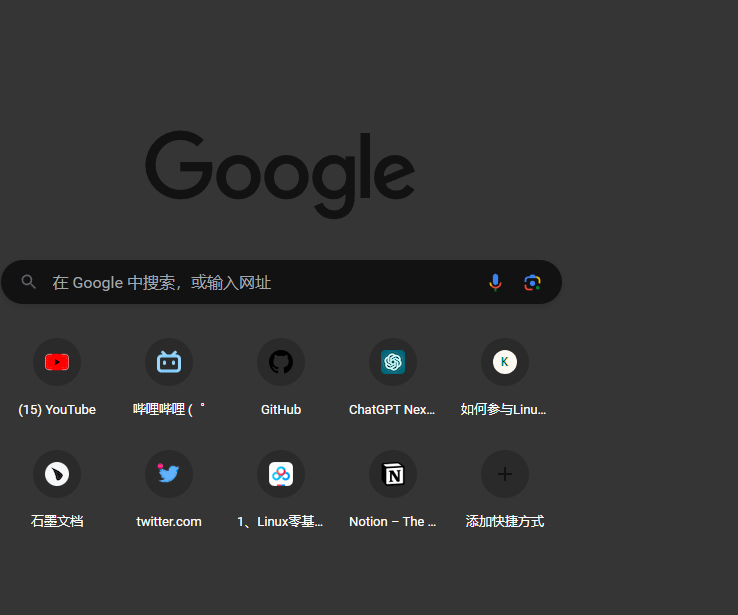 Google
在 Google 中搜索，或输入网址
K
(15) YouTube
哔哩哔哩 ( ゜
GitHub
ChatGPT Nex...
如何参与Linu...
N
石墨文档
twitter.com
1、Linux零基...
Notion – The ...
添加快捷方式